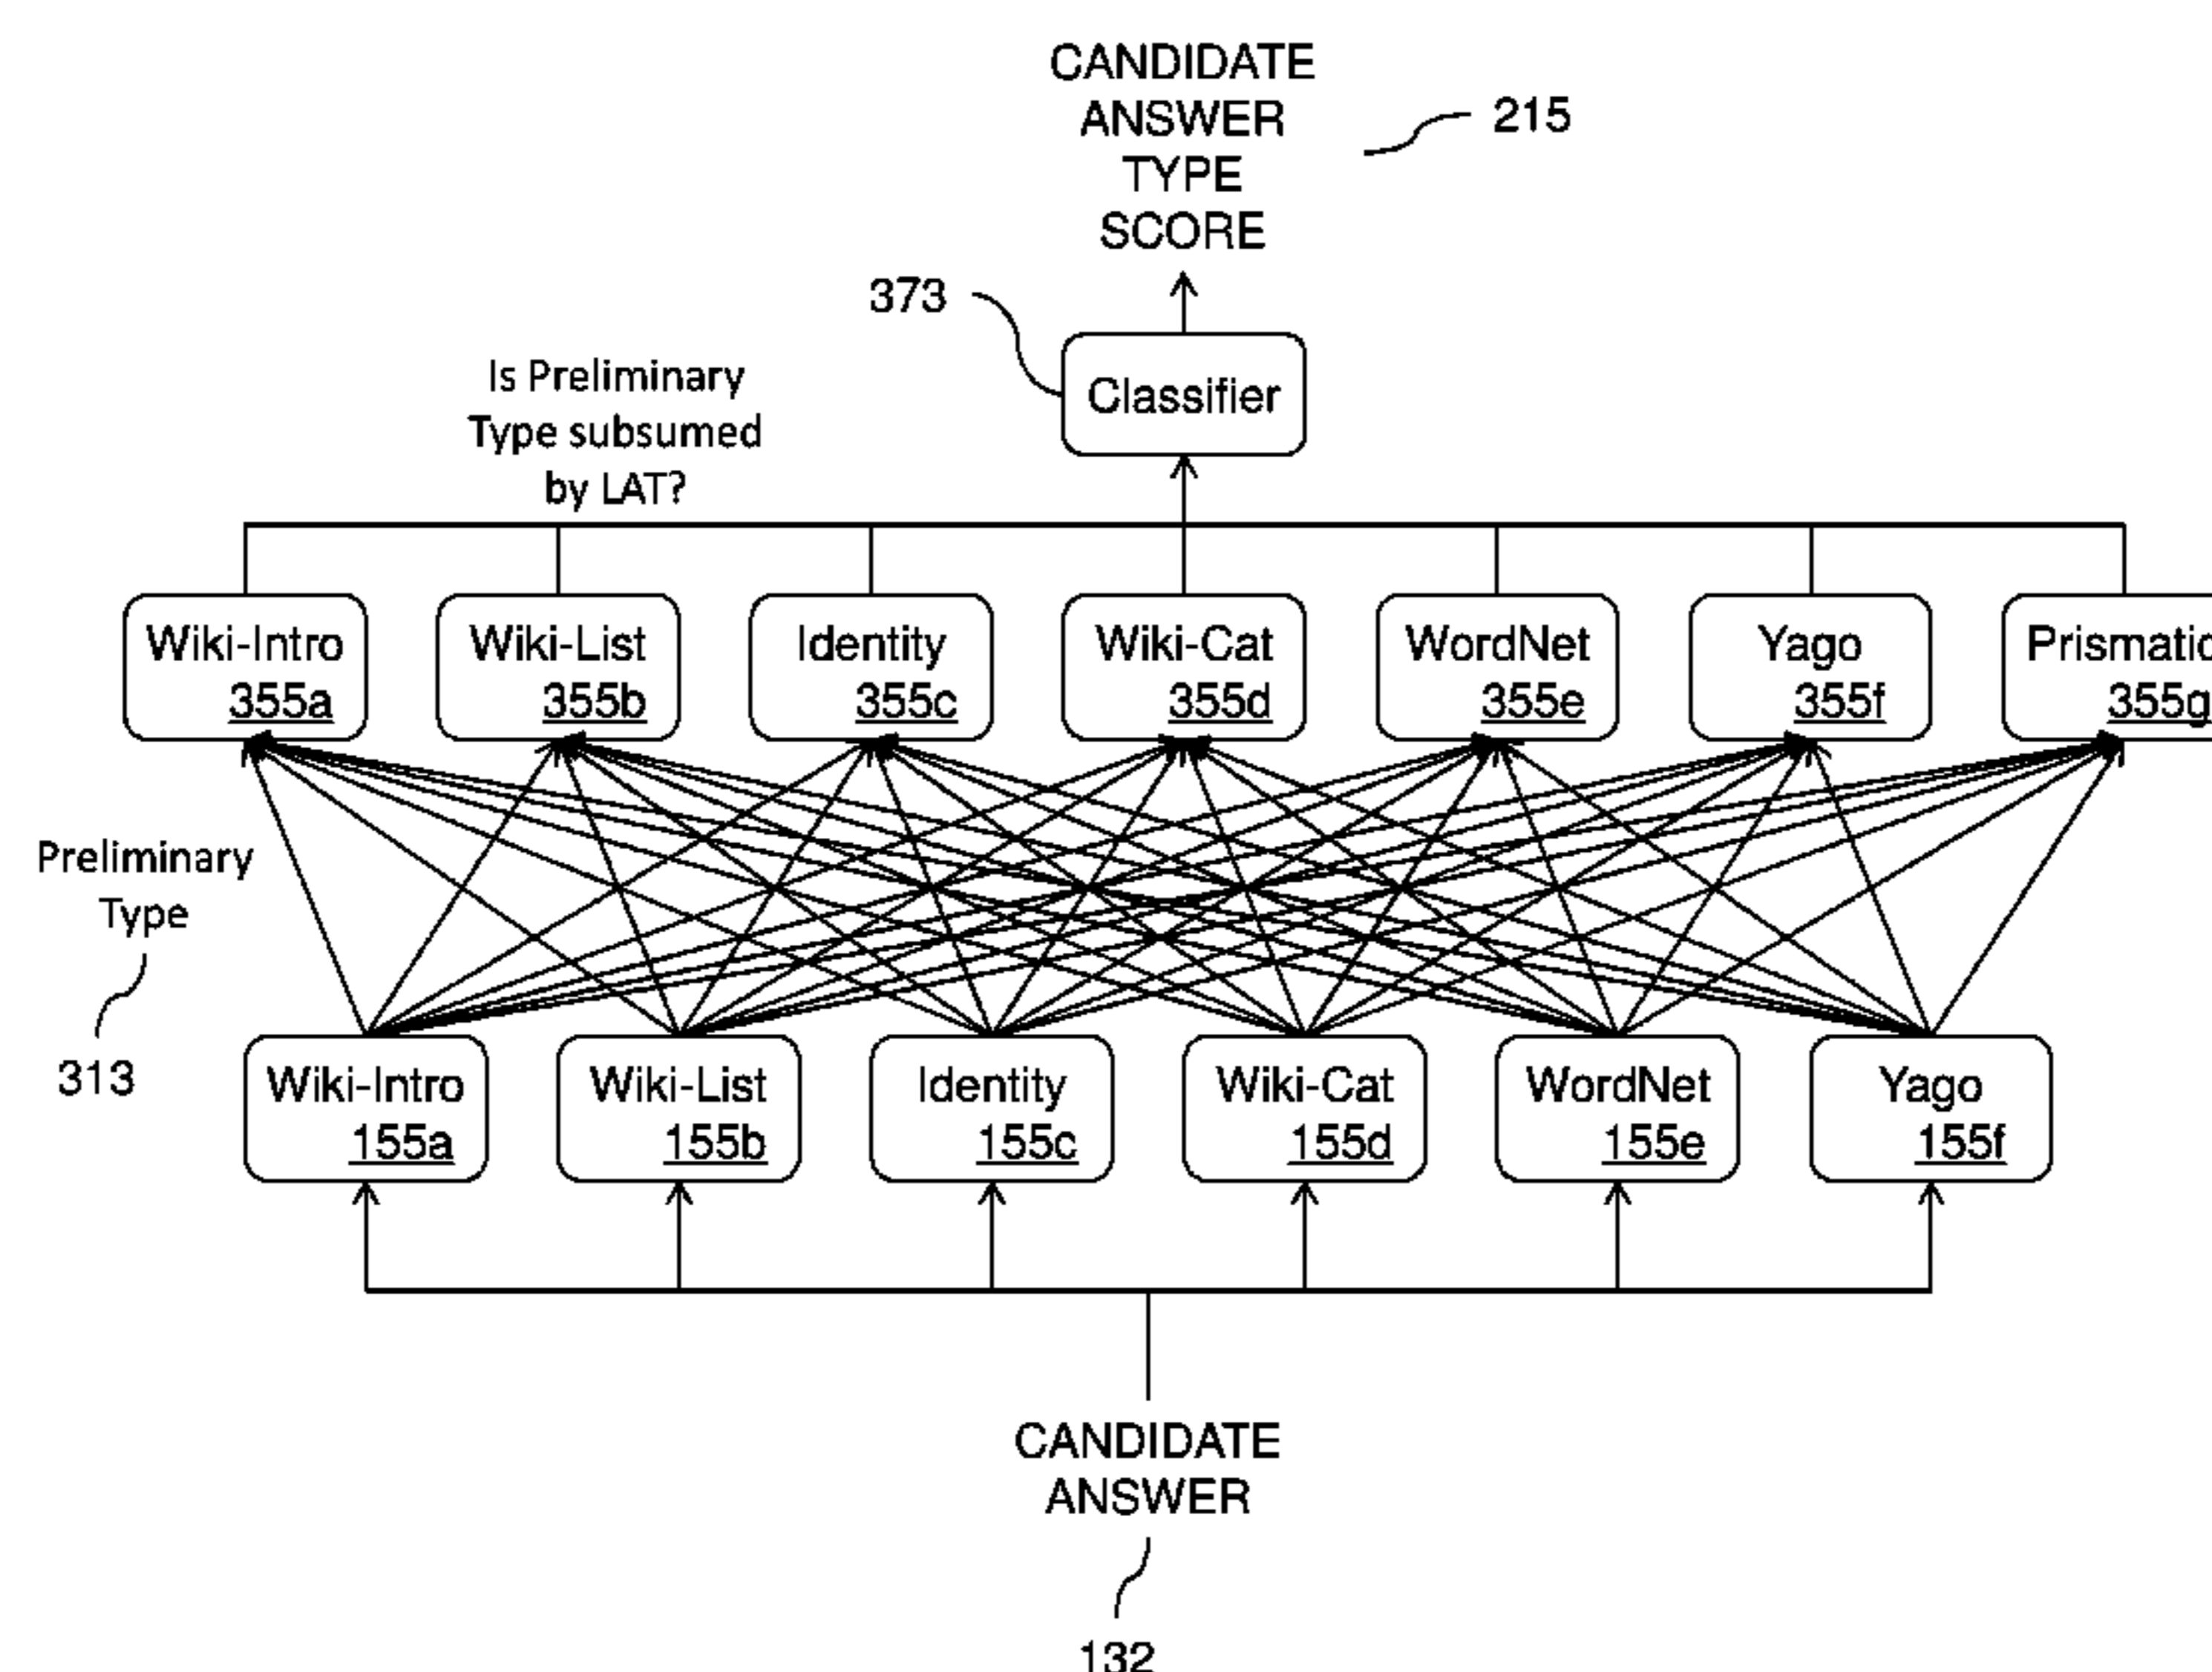 CANDIDATE
ANSWER
TYPE
SCORE
215
373
Classifier
Is Preliminary
Type subsumed
by LAT?
Wiki-Intro
355a
Wiki-List
355b
Identity
355c
Wiki-Cat
355d
WordNet
355e
Yago
355f
Prismatic
355g
Preliminary
Type
313
Wiki-Intro
155a
Wiki-List
155b
Identity
155c
Wiki-Cat
155d
WordNet
155e
Yago
155f
CANDIDATE
ANSWER
132